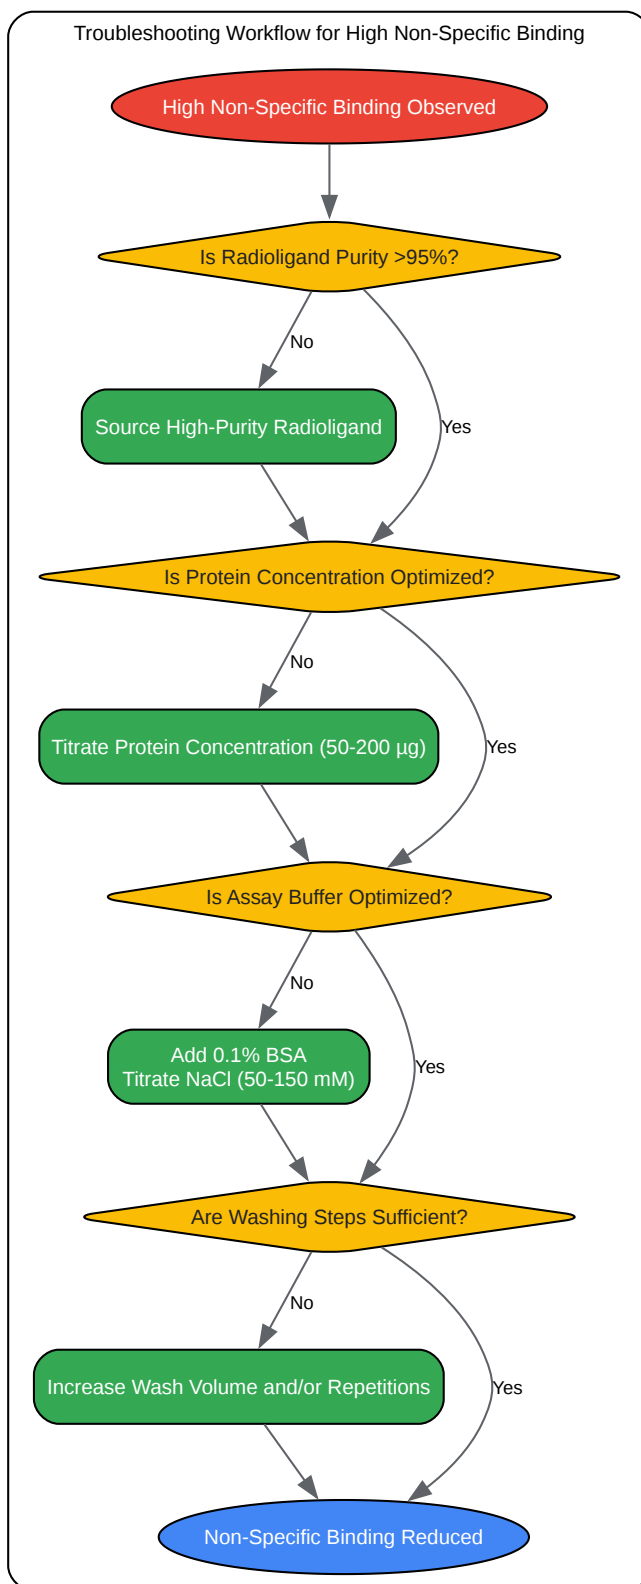 Troubleshooting Workflow for High Non-Specific Binding
High Non-Specific Binding Observed
Is Radioligand Purity >95%?
No
Yes
Source High-Purity Radioligand
Is Protein Concentration Optimized?
No
Yes
Titrate Protein Concentration (50-200 µg)
Is Assay Buffer Optimized?
No
Yes
Add 0.1% BSA
Titrate NaCl (50-150 mM)
Are Washing Steps Sufficient?
No
Yes
Increase Wash Volume and/or Repetitions
Non-Specific Binding Reduced